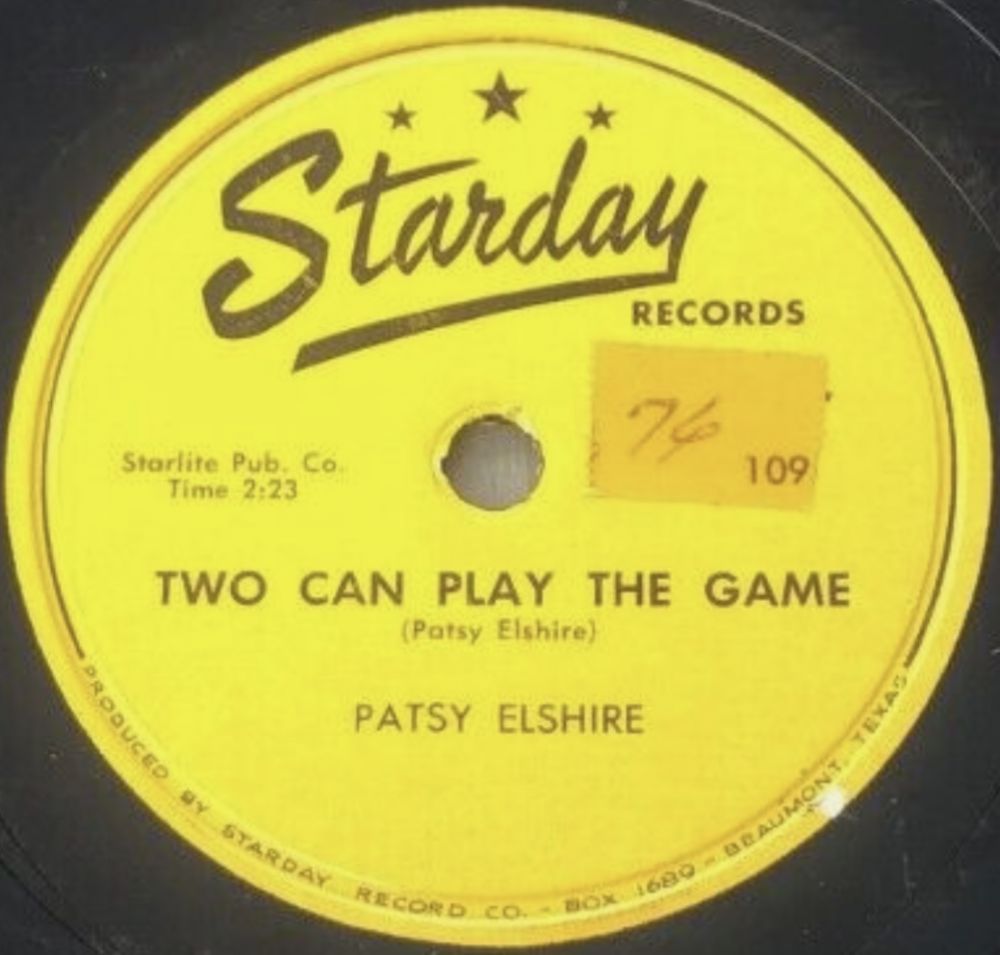 Starday
RECORDS
76
109
Starlite Pub. Co.
Time 2:23
TWO CAN PLAY THE GAME
(Patsy Elshire)
PATSY ELSHIRE
PRODUCED BY STARDAY RECORD CO. - BOX 1689 - BEAUMONT, TEXAS